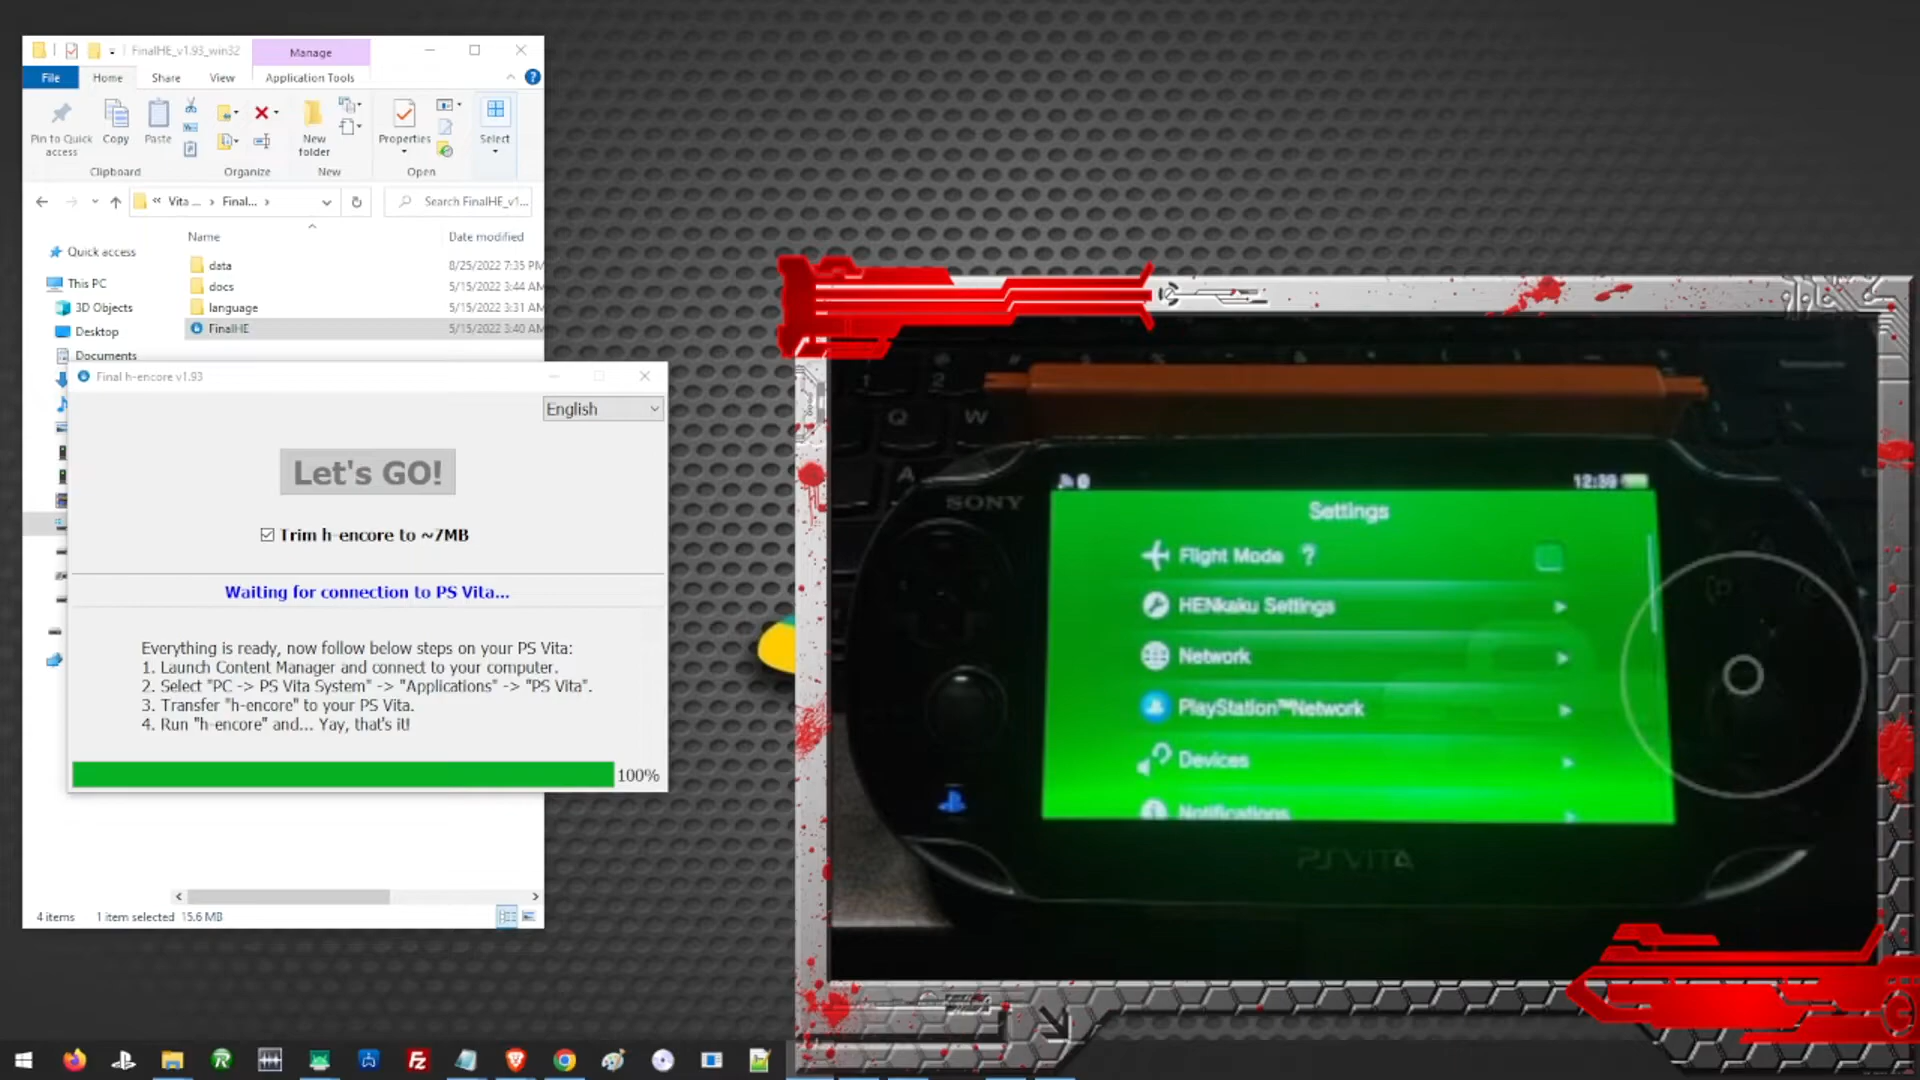 FinalHE_v1.93_win32
Manage
File
Home
Share
View
Application Tools
Pin to Quick access
Copy
Paste
New folder
Properties
Select
Clipboard
Organize
New
Open
« Vita ... › Final... ›
Search FinalHE_v1...
Name
Date modified
Quick access
This PC
3D Objects
Desktop
Documents
data
8/25/2022 7:35 PM
docs
5/15/2022 3:44 AM
language
5/15/2022 3:31 AM
FinalHE
5/15/2022 3:40 AM
Final h-encore v1.93
English
Let's GO!
Trim h-encore to ~7MB
Waiting for connection to PS Vita...
Everything is ready, now follow below steps on your PS Vita:
1. Launch Content Manager and connect to your computer.
2. Select "PC -> PS Vita System" -> "Applications" -> "PS Vita".
3. Transfer "h-encore" to your PS Vita.
4. Run "h-encore" and... Yay, that's it!
100%
4 items
1 item selected 15.6 MB
1
2
Q
W
A
SONY
12:39
Settings
Flight Mode ?
HENkaku Settings
Network
PlayStation™Network
Devices
Notifications
PSVITA